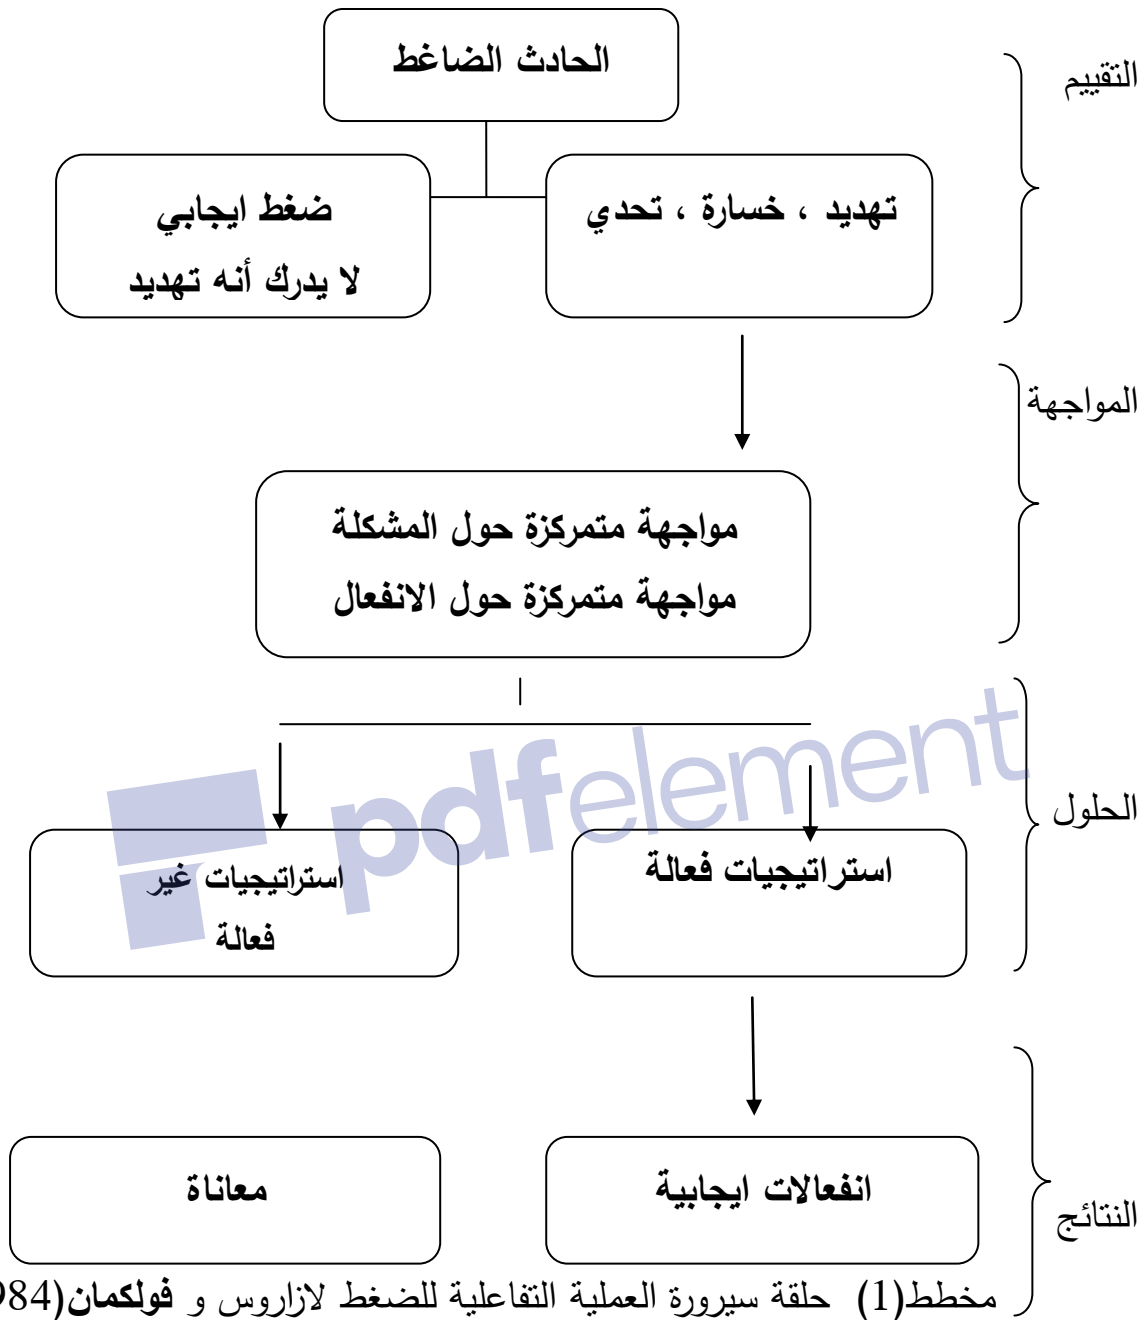 الحادث الضاغط
التقييم
تهديد ، خسارة ، تحدي
ضغط ايجابي
لا يدرك أنه تهديد
المواجهة
مواجهة متمركزة حول المشكلة
مواجهة متمركزة حول الانفعال
pdfelement
الحلول
استراتيجيات فعالة
استراتيجيات غير
فعالة
النتائج
انفعالات ايجابية
معاناة
مخطط(1) حلقة سيرورة العملية التفاعلية للضغط لازاروس و فولكمان(984